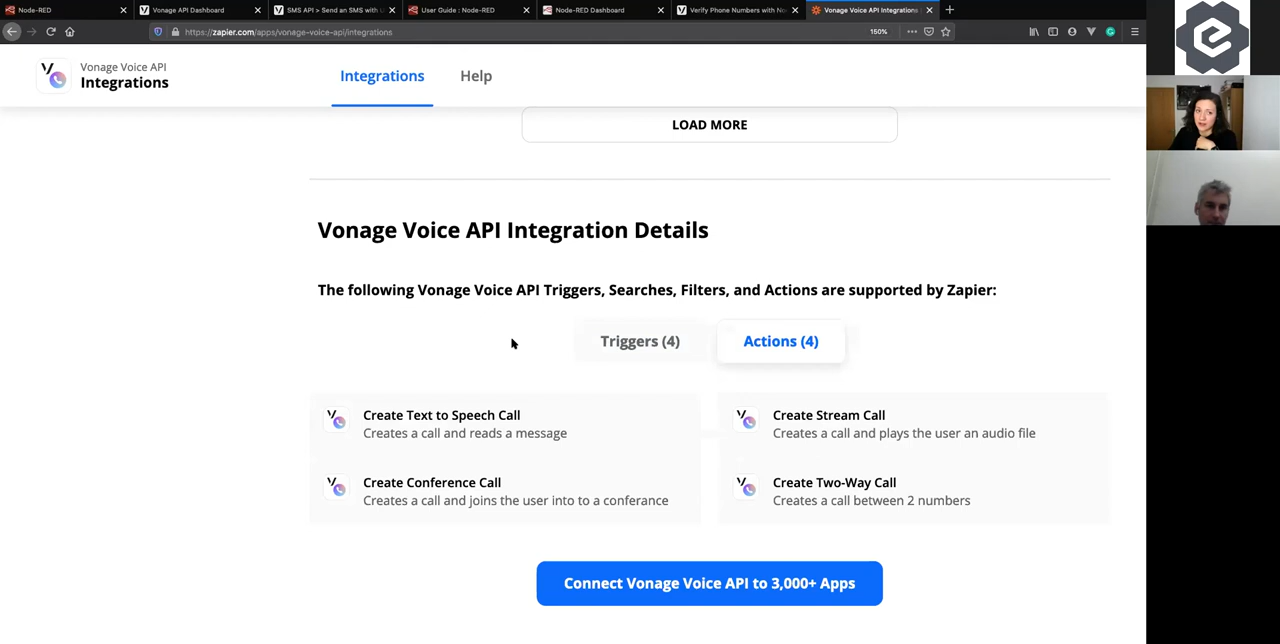 Node-RED
Vonage API Dashboard
SMS API > Send an SMS with U
User Guide : Node-RED
Node-RED Dashboard
Verify Phone Numbers with No
Vonage Voice API Integrations
https://zapier.com/apps/vonage-voice-api/integrations
150%
Vonage Voice API
Integrations
Integrations
Help
LOAD MORE
Vonage Voice API Integration Details
The following Vonage Voice API Triggers, Searches, Filters, and Actions are supported by Zapier:
Triggers (4)
Actions (4)
Create Text to Speech Call
Creates a call and reads a message
Create Stream Call
Creates a call and plays the user an audio file
Create Conference Call
Creates a call and joins the user into to a conferance
Create Two-Way Call
Creates a call between 2 numbers
Connect Vonage Voice API to 3,000+ Apps